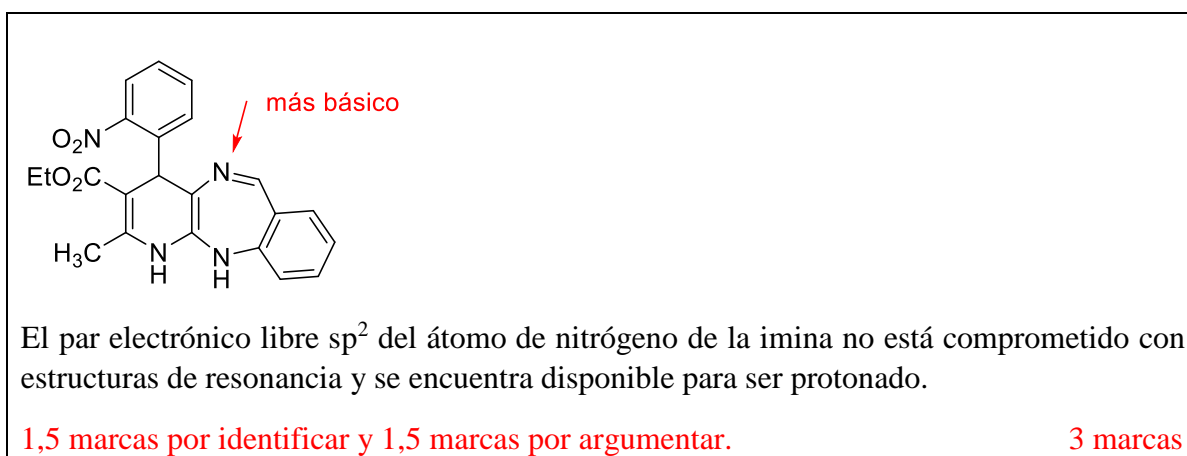 más básico
O₂N
N
EtO₂C
H₃C
N
H
N
H
El par electrónico libre sp² del átomo de nitrógeno de la imina no está comprometido con
estructuras de resonancia y se encuentra disponible para ser protonado.
1,5 marcas por identificar y 1,5 marcas por argumentar. 3 marcas